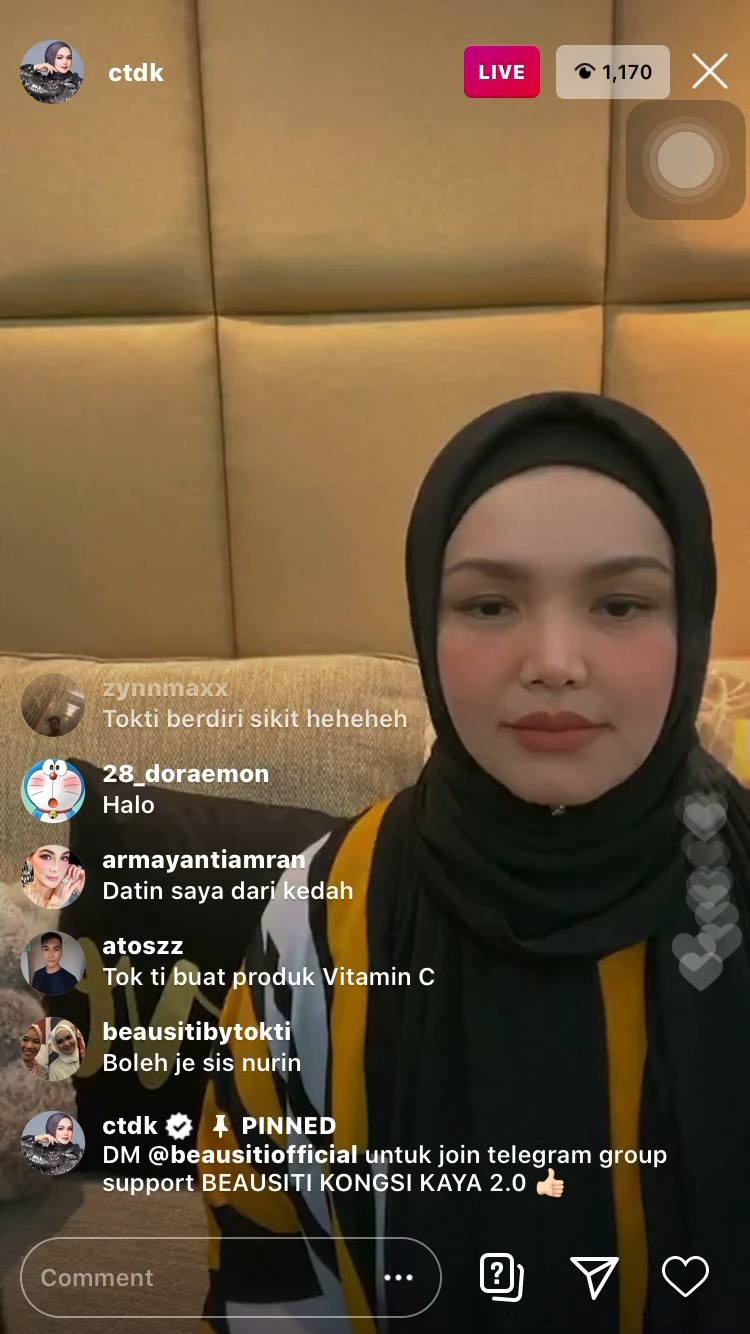 ctdk
LIVE
1,170
zynnmaxx
Tokti berdiri sikit heheheh
28_doraemon
Halo
armayantiamran
Datin saya dari kedah
atoszz
Tok ti buat produk Vitamin C
beausitibytokti
Boleh je sis nurin
ctdk PINNED
DM @beausitiofficial untuk join telegram group
support BEAUSITI KONGSI KAYA 2.0 👍🏻
Comment